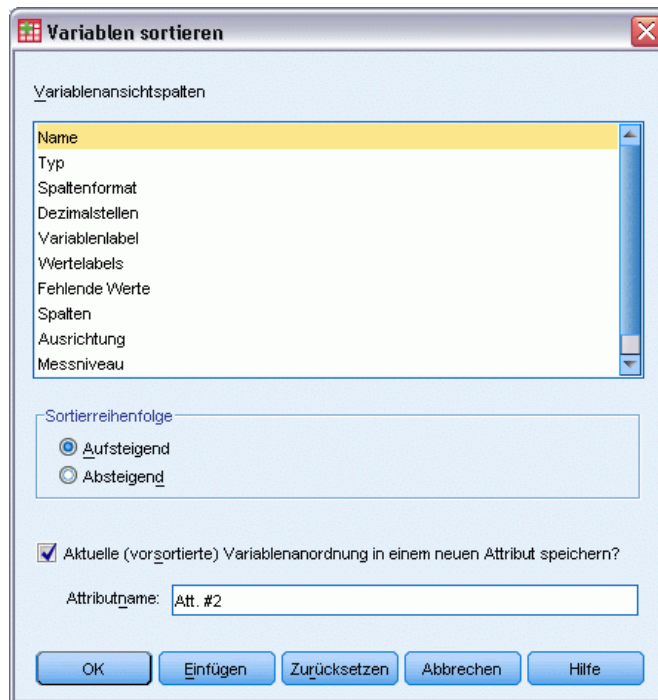 Variablen sortieren
Variablenansichtspalten
Name
Typ
Spaltenformat
Dezimalstellen
Variablenlabel
Wertelabels
Fehlende Werte
Spalten
Ausrichtung
Messniveau
Sortierreihenfolge
Aufsteigend
Absteigend
Aktuelle (vorsortierte) Variablenanordnung in einem neuen Attribut speichern?
Attributname: Att. #2
OK Einfügen Zurücksetzen Abbrechen Hilfe